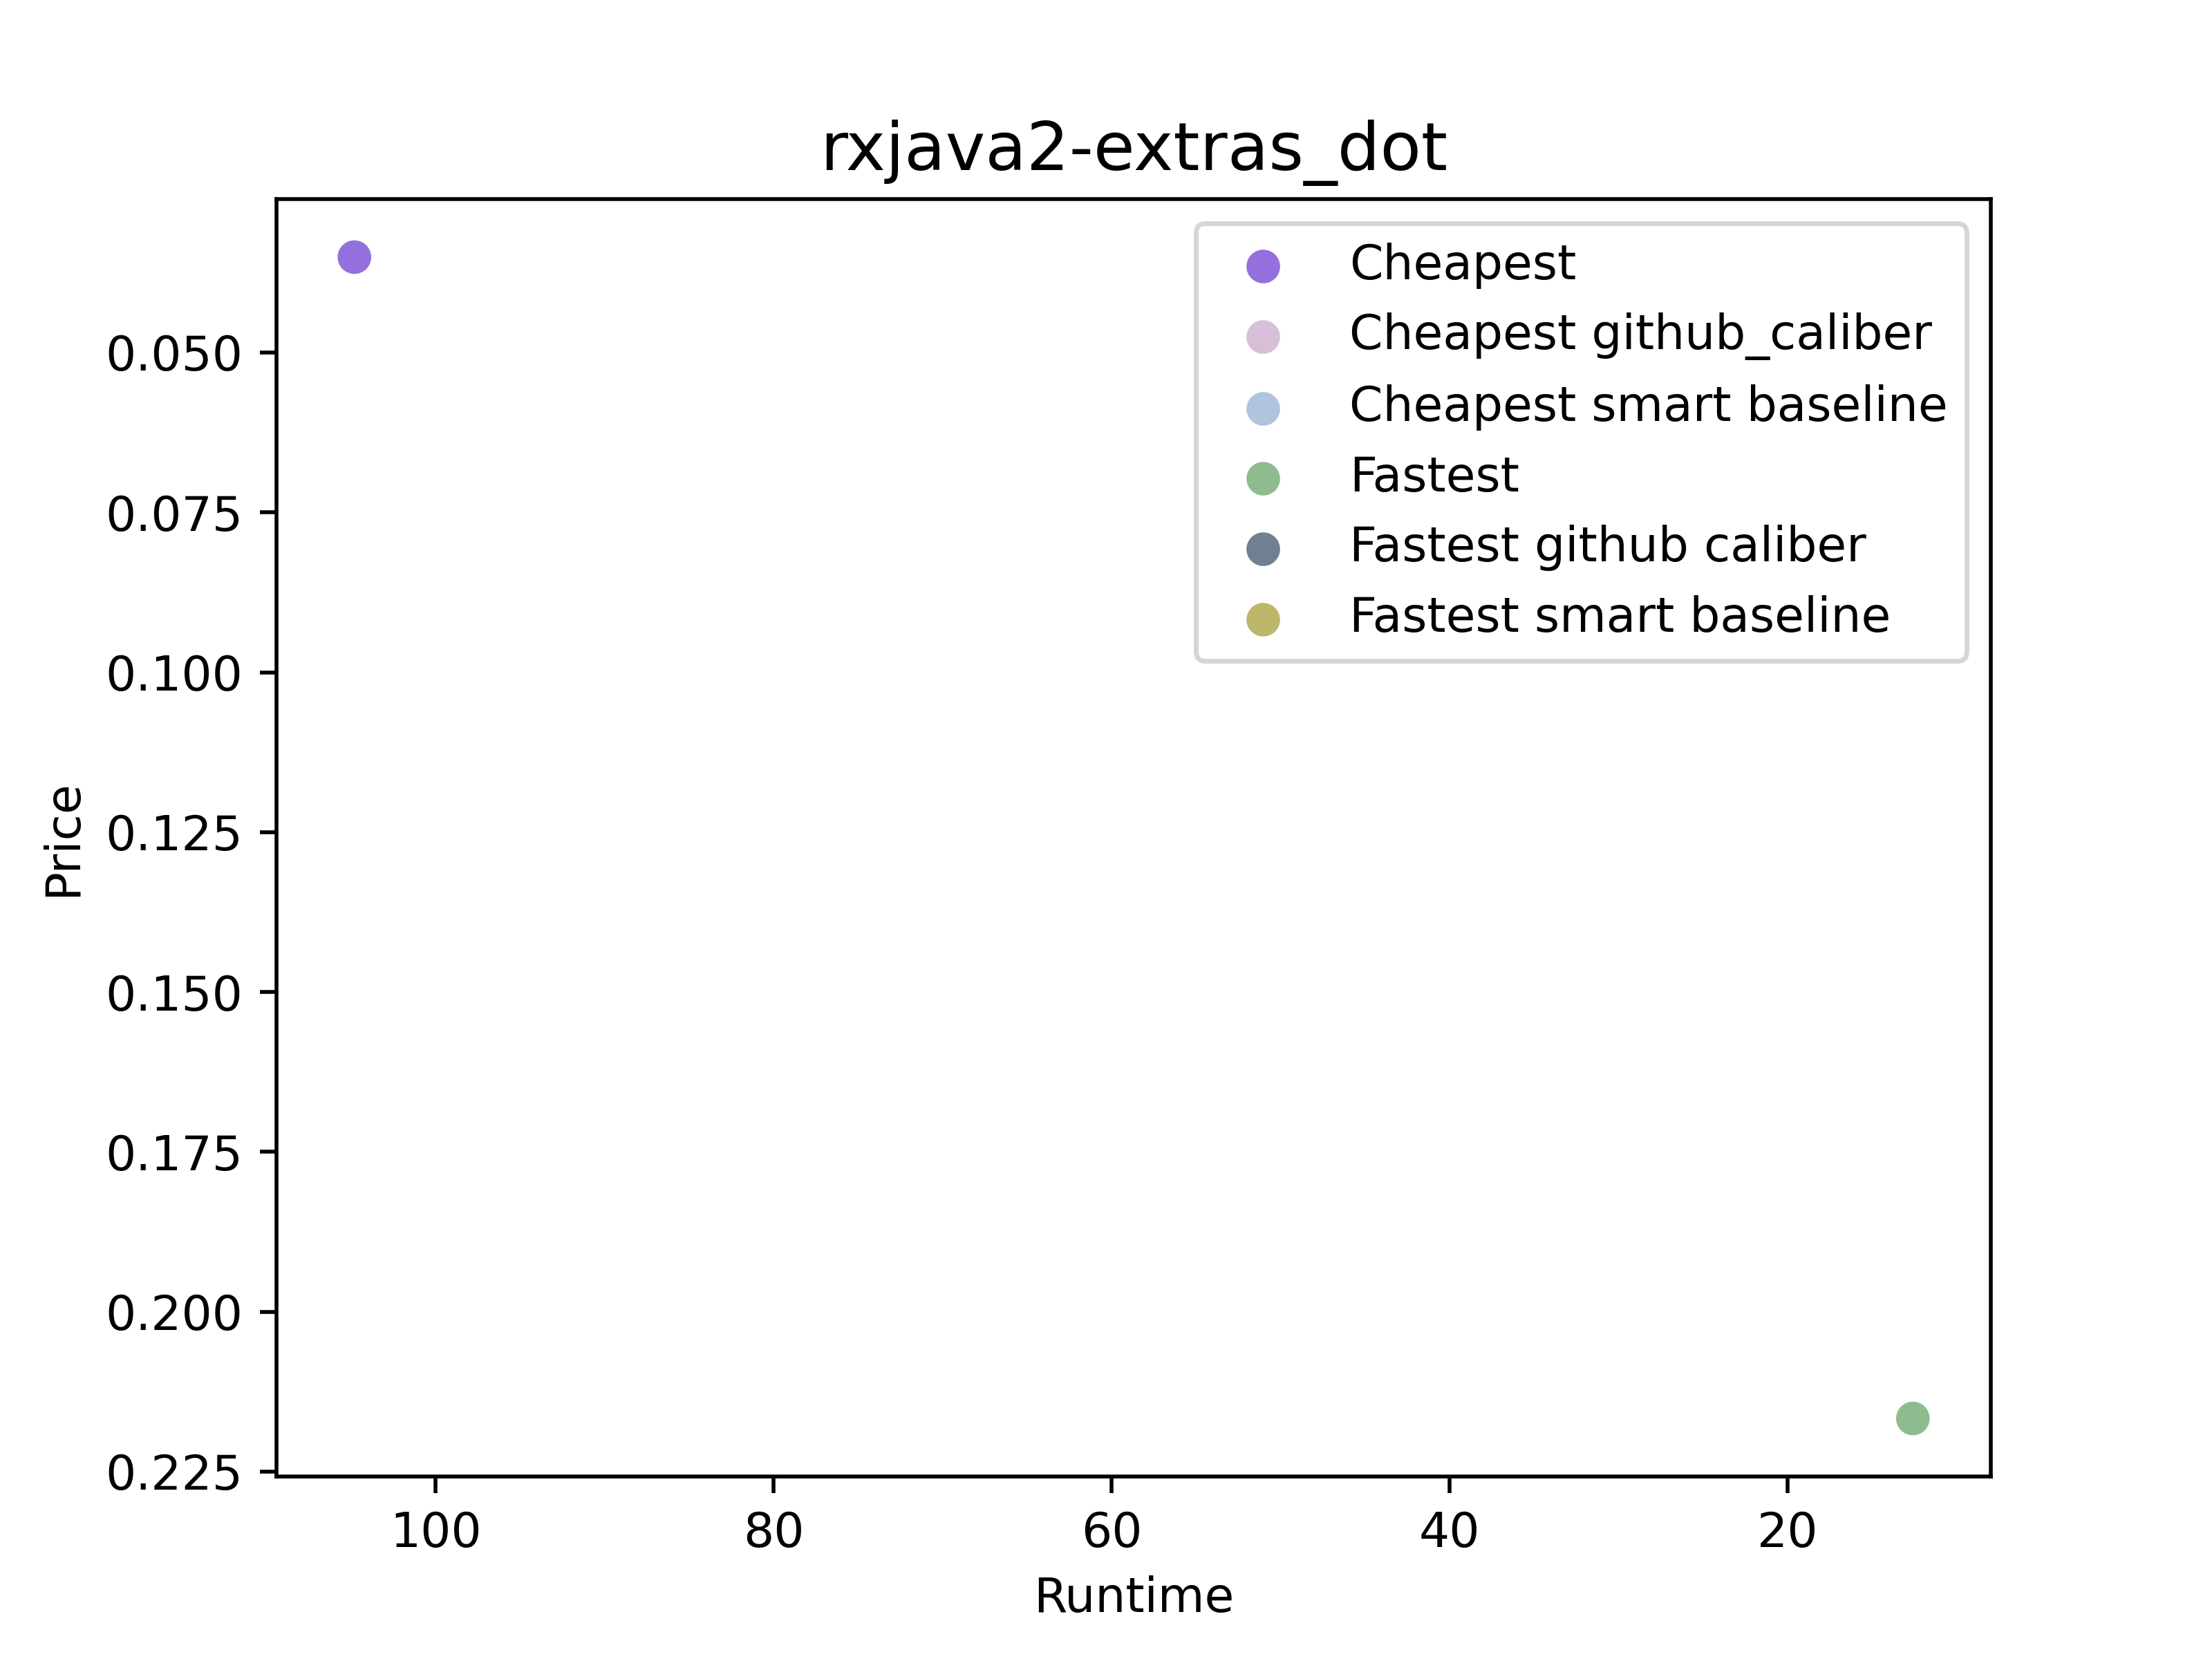 rxjava2-extras_dot
Cheapest
Cheapest github_caliber
Cheapest smart baseline
Fastest
Fastest github caliber
Fastest smart baseline
Price
0.050
0.075
0.100
0.125
0.150
0.175
0.200
0.225
100 80 60 40 20
Runtime